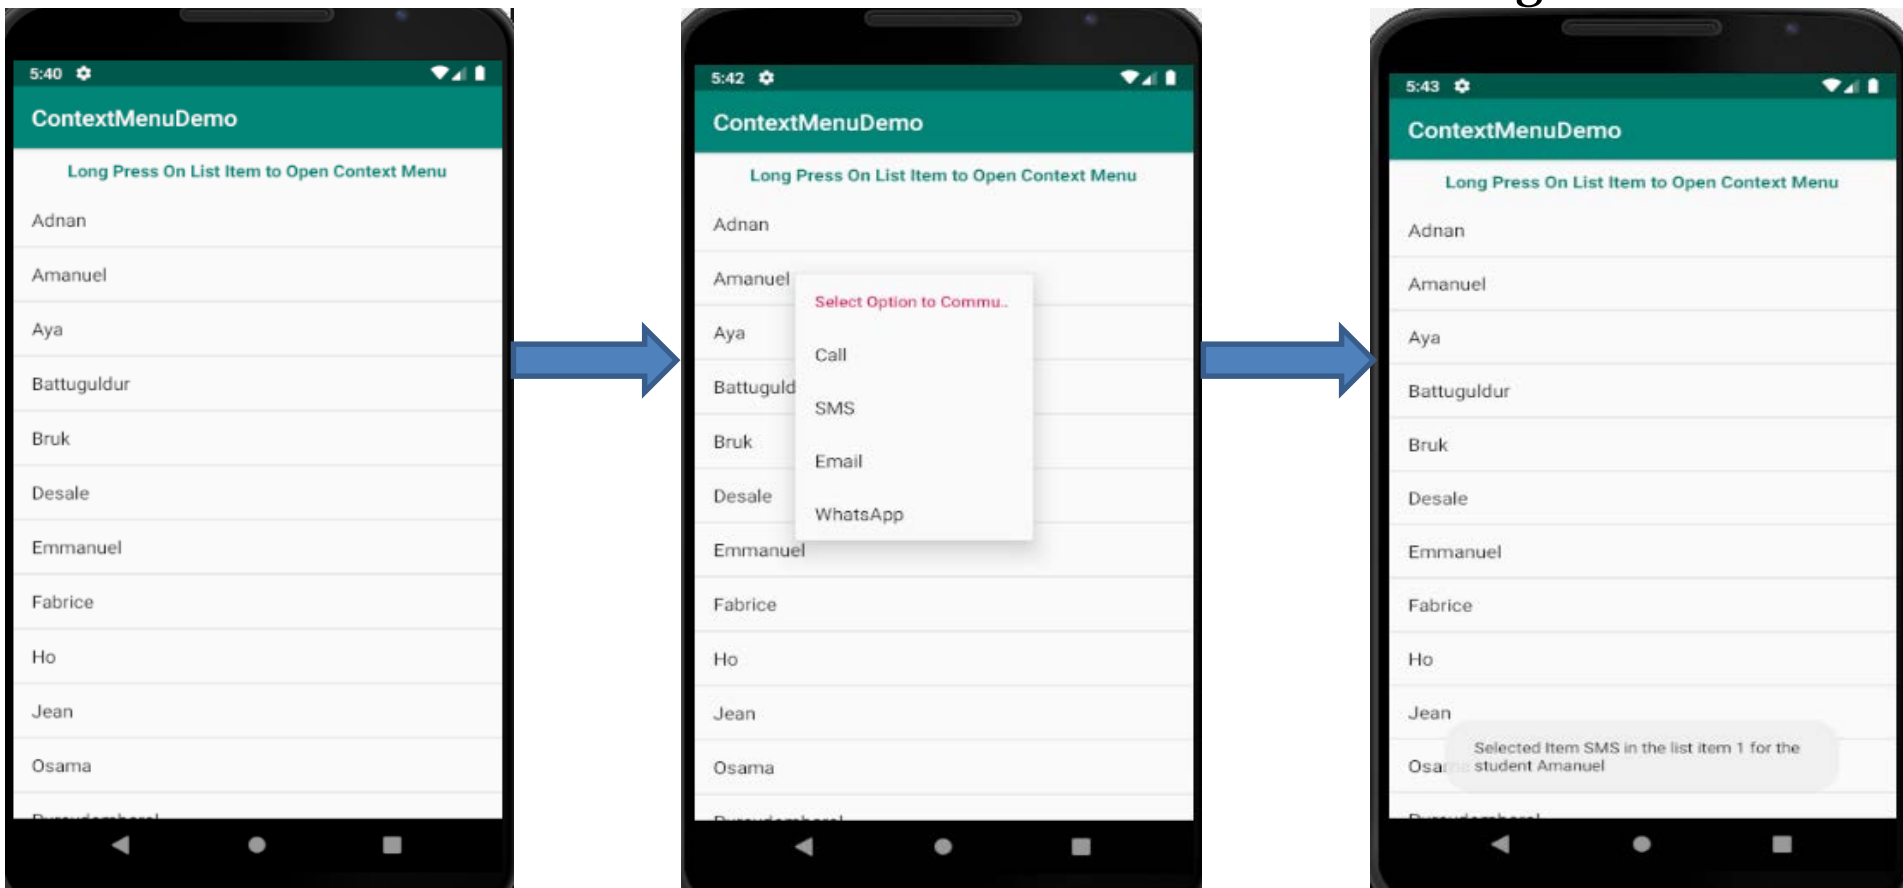 5:40
ContextMenuDemo
Long Press On List Item to Open Context Menu
Adnan
Amanuel
Aya
Battuguldur
Bruk
Desale
Emmanuel
Fabrice
Ho
Jean
Osama
5:42
ContextMenuDemo
Long Press On List Item to Open Context Menu
Adnan
Amanuel
Aya
Battuguld
Bruk
Desale
Emmanuel
Fabrice
Ho
Jean
Osama
Select Option to Commu..
Call
SMS
Email
WhatsApp
5:43
ContextMenuDemo
Long Press On List Item to Open Context Menu
Adnan
Amanuel
Aya
Battuguldur
Bruk
Desale
Emmanuel
Fabrice
Ho
Jean
Selected Item SMS in the list item 1 for the
student Amanuel